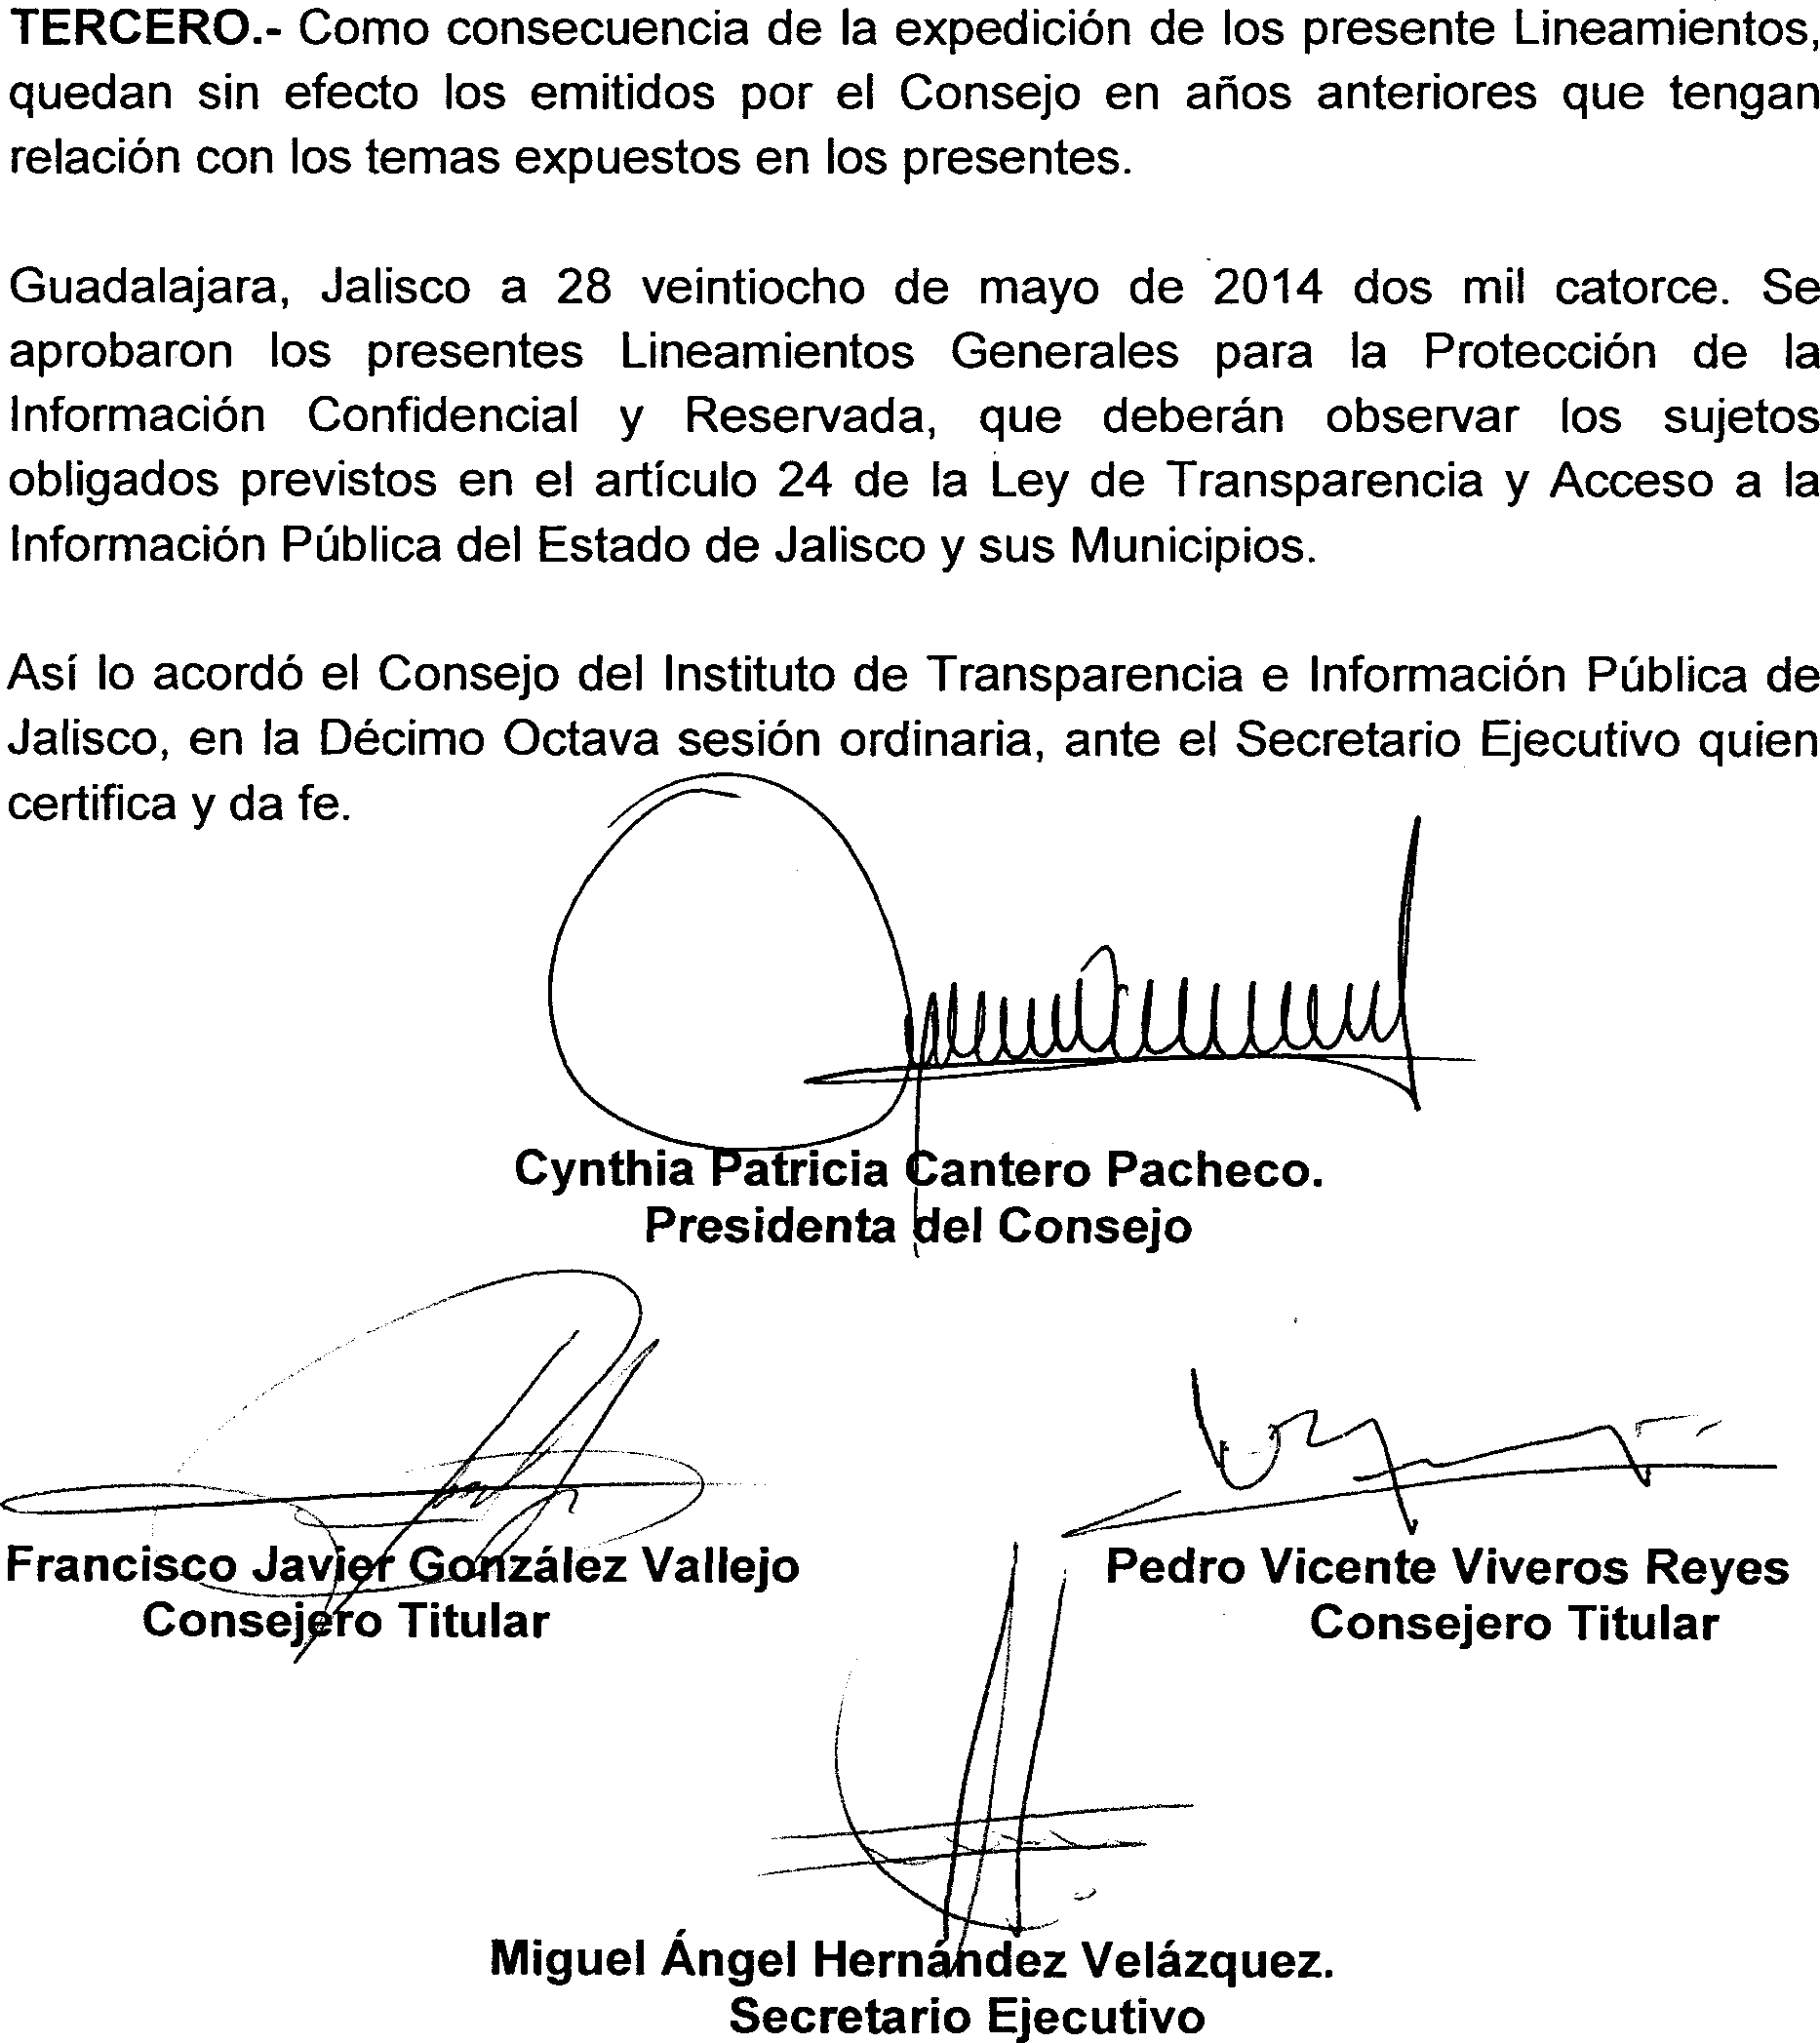 TERCERO.- Como consecuencia de la expedición de los presente Lineamientos,
quedan sin efecto los emitidos por el Consejo en años anteriores que tengan
relación con los temas expuestos en los presentes.
Guadalajara, Jalisco a 28 veintiocho de mayo de 2014 dos mil catorce. Se
aprobaron los presentes Lineamientos Generales para la Protección de la
Información Confidencial y Reservada, que deberán observar los sujetos
obligados previstos en el artículo 24 de la Ley de Transparencia y Acceso a la
Información Pública del Estado de Jalisco y sus Municipios.
Así lo acordó el Consejo del Instituto de Transparencia e Información Pública de
Jalisco, en la Décimo Octava sesión ordinaria, ante el Secretario Ejecutivo quien
certifica y da fe.
Cynthia Patricia Cantero Pacheco.
Presidenta del Consejo
Francisco Javier González Vallejo
Consejero Titular
Pedro Vicente Viveros Reyes
Consejero Titular
Miguel Ángel Hernández Velázquez.
Secretario Ejecutivo